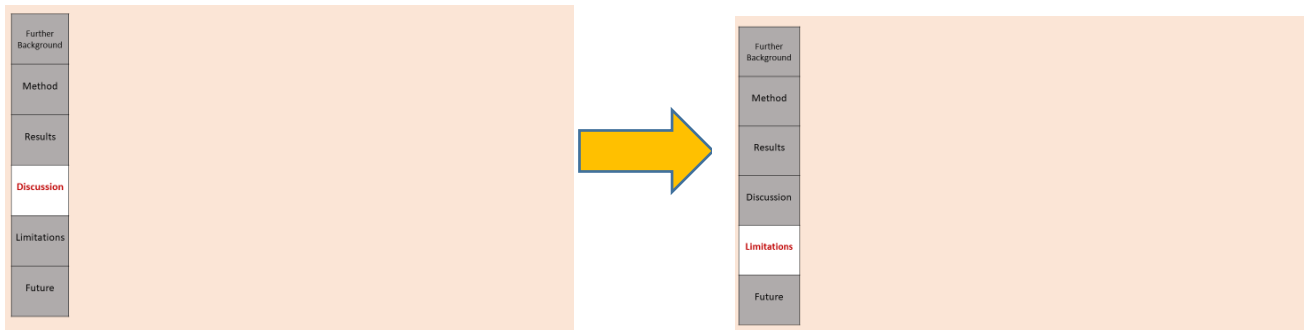 Further
Background
Method
Results
Discussion
Limitations
Future
Further
Background
Method
Results
Discussion
Limitations
Future